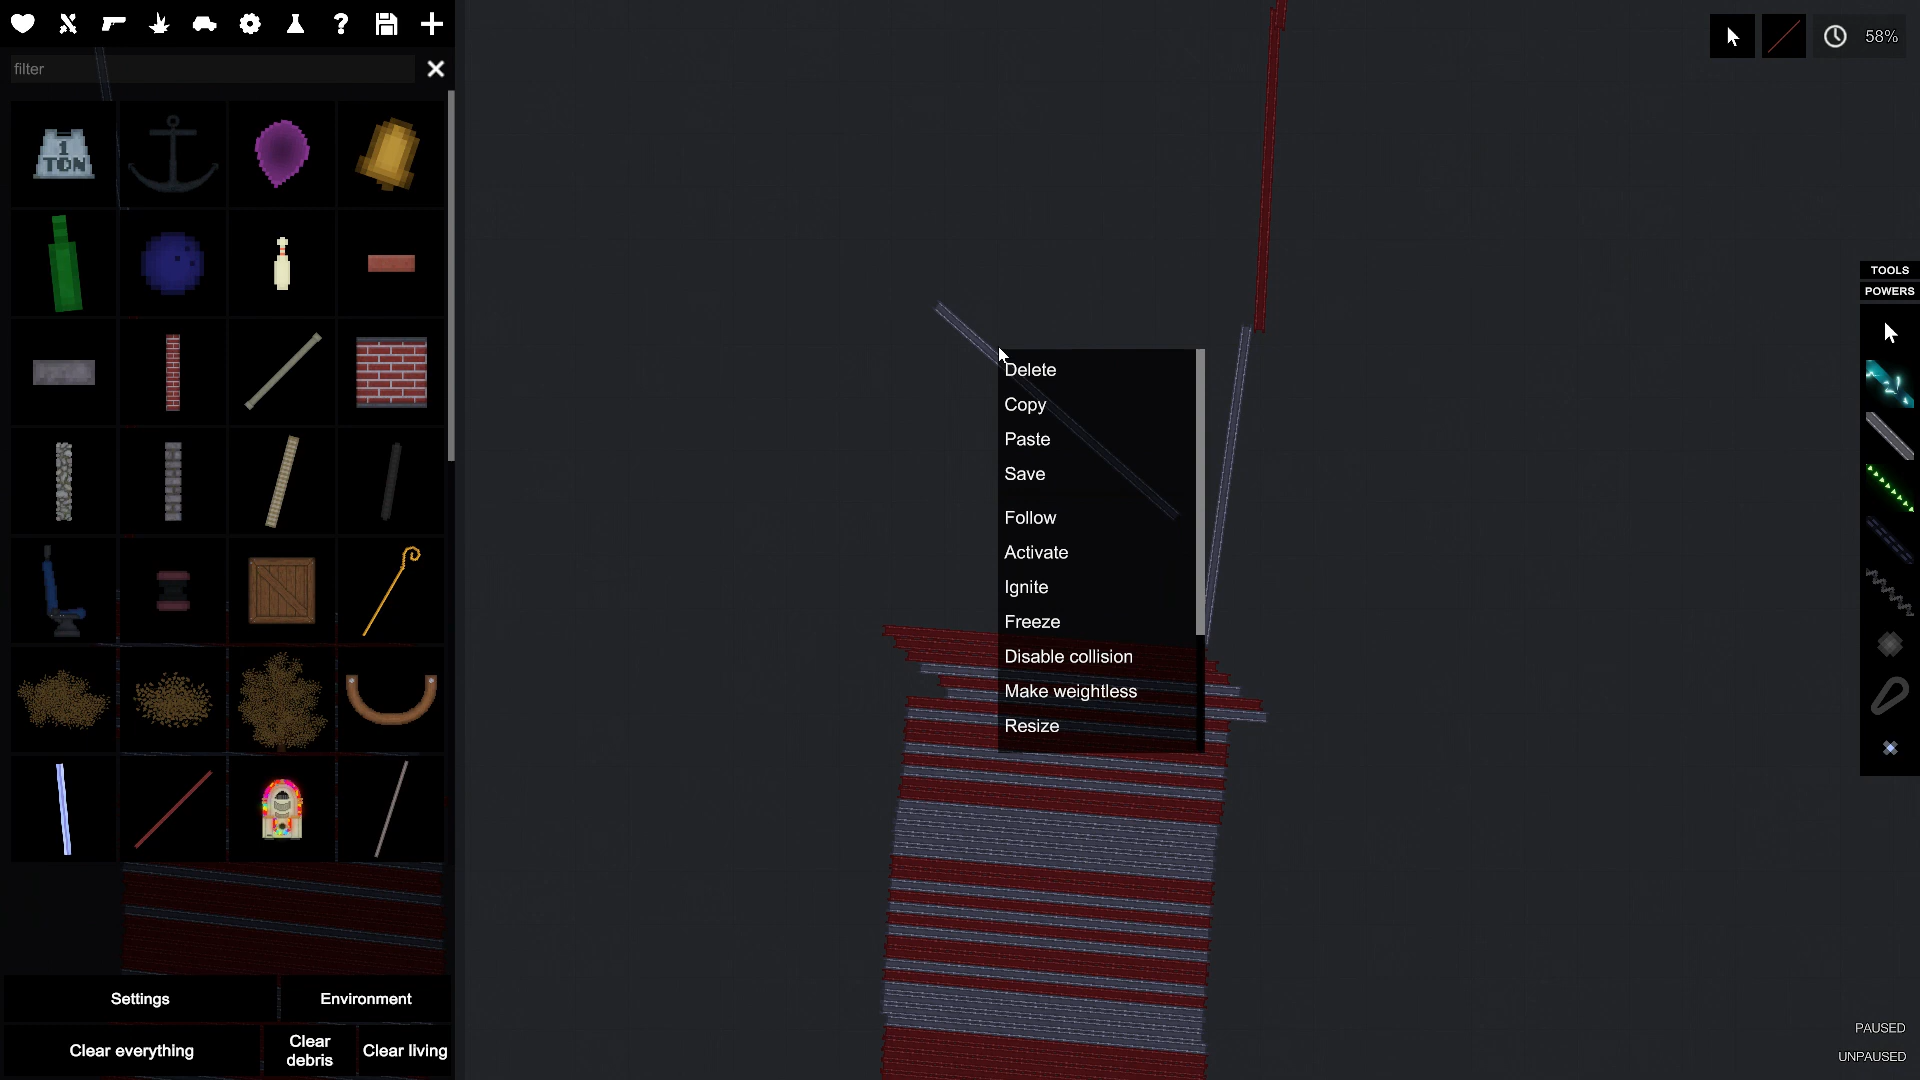 58%
filter
1
TON
TOOLS
POWERS
Delete
Copy
Paste
Save
Follow
Activate
Ignite
Freeze
Disable collision
Make weightless
Resize
Settings
Environment
Clear everything
Clear
debris
Clear living
PAUSED
UNPAUSED